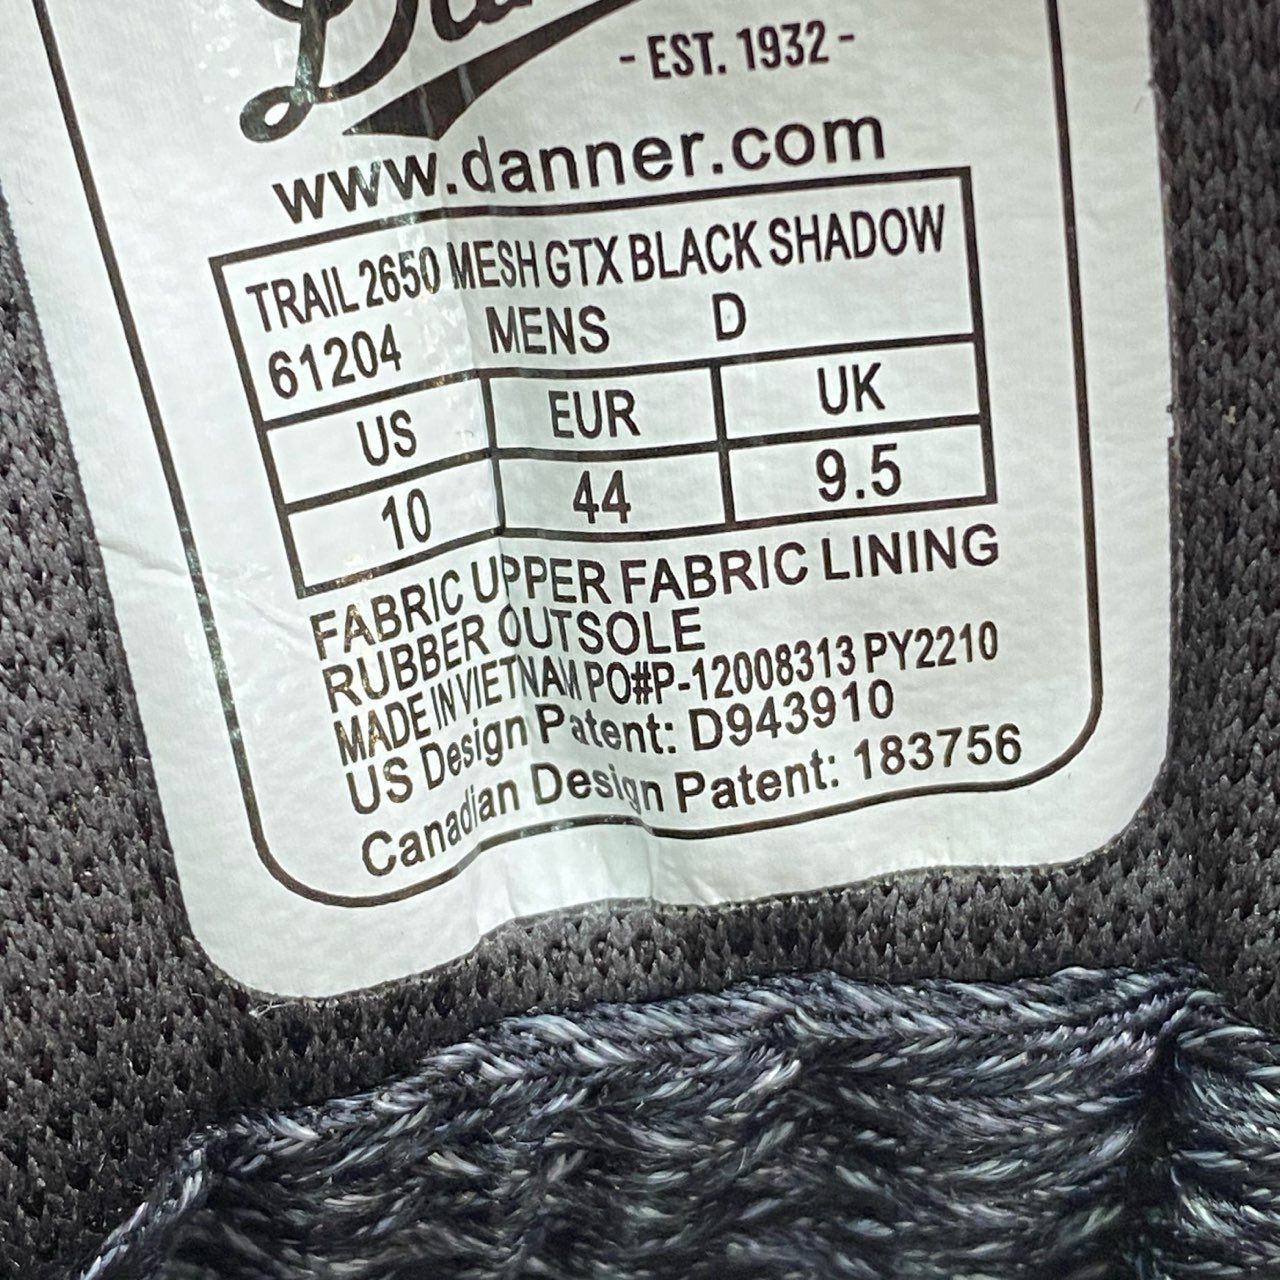 Danner
- EST. 1932 -
www.danner.com
TRAIL 2650 MESH GTX BLACK SHADOW
61204 MENS D
US EUR UK
10 44 9.5
FABRIC UPPER FABRIC LINING
RUBBER OUTSOLE
MADE IN VIETNAM PO#P-12008313 PY2210
US Design Patent: D943910
Canadian Design Patent: 183756